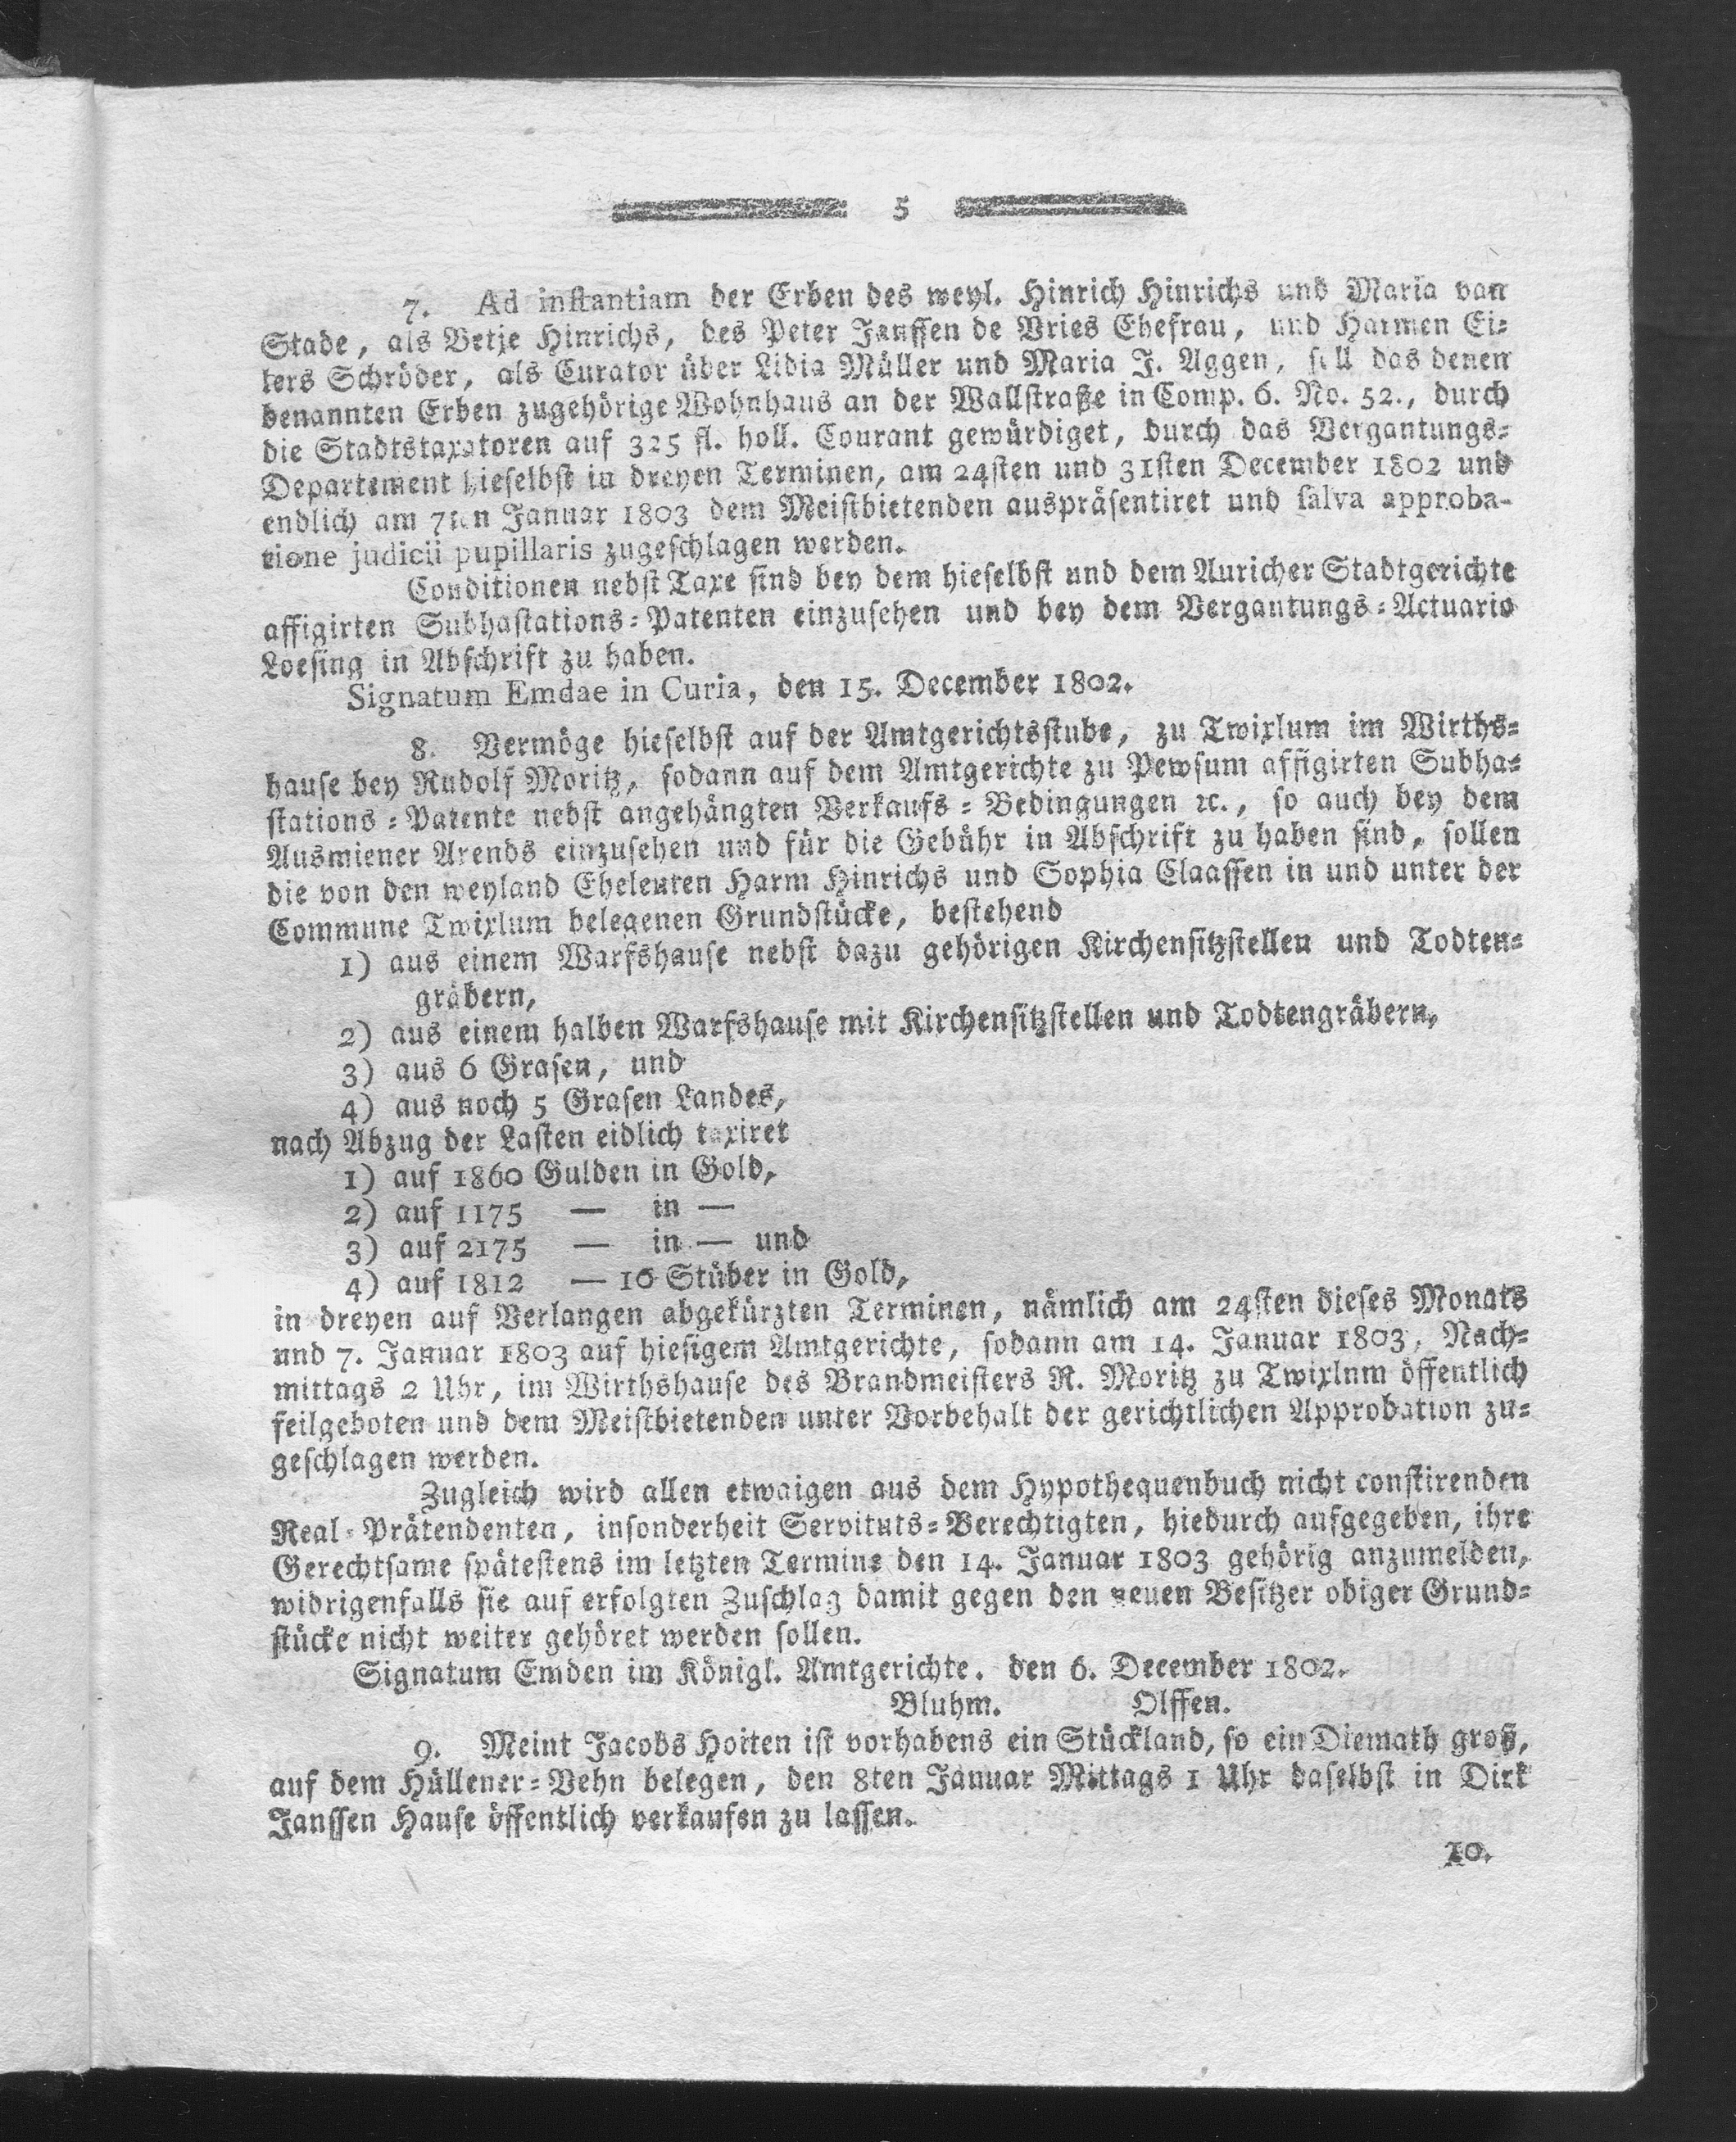 5
7. Ad instantiam der Erben des weyl. Hinrich Hinrichs und Maria van
Stade, als Vetje Hinrichs, des Peter Janssen de Vries Ehefrau, und Harmen Ei-
lers Schröder, als Curator über Lidia Müller und Maria J. Aggen, soll das denen
benannten Erben zugehörige Wohnhaus an der Wallstraße in Comp. 6. No. 52., durch
die Stadtstaxatoren auf 325 fl. holl. Courant gewürdiget, durch das Vergantungs-
Departement hieselbst in dreyen Terminen, am 24sten und 31sten December 1802 und
endlich am 7ten Januar 1803 dem Meistbietenden auspräsentiret und salva approba-
tione judicii pupillaris zugeschlagen werden.
Conditionen nebst Taxe sind bey dem hieselbst und dem Auricher Stadtgerichte
affigirten Subhastations-Patenten einzusehen und bey dem Vergantungs-Actuario
Loesing in Abschrift zu haben.
Signatum Emdae in Curia, den 15. December 1802.
8. Vermöge hieselbst auf der Amtgerichtsstube, zu Twixlum im Wirths-
hause bey Rudolf Moritz, sodann auf dem Amtgerichte zu Pewsum affigirten Subha-
stations-Patente nebst angehängten Verkaufs-Bedingungen ꝛc., so auch bey dem
Ausmiener Arends einzusehen und für die Gebühr in Abschrift zu haben sind, sollen
die von den weyland Eheleuten Harm Hinrichs und Sophia Claassen in und unter der
Commune Twixlum belegenen Grundstücke, bestehend
1) aus einem Warfshause nebst dazu gehörigen Kirchensitzstellen und Todten-
gräbern,
2) aus einem halben Warfshause mit Kirchensitzstellen und Todtengräbern,
3) aus 6 Grasen, und
4) aus noch 5 Grasen Landes,
nach Abzug der Lasten eidlich taxiret
1) auf 1860 Gulden in Gold,
2) auf 1175 — in —
3) auf 2175 — in — und
4) auf 1812 — 10 Stüber in Gold,
in dreyen auf Verlangen abgekürzten Terminen, nämlich am 24sten dieses Monats
und 7. Januar 1803 auf hiesigem Amtgerichte, sodann am 14. Januar 1803, Nach-
mittags 2 Uhr, im Wirthshause des Brandmeisters R. Moritz zu Twixlnm öffentlich
feilgeboten und dem Meistbietenden unter Vorbehalt der gerichtlichen Approbation zu-
geschlagen werden.
Zugleich wird allen etwaigen aus dem Hypothequenbuch nicht constirenden
Real-Prätendenten, insonderheit Servituts-Berechtigten, hiedurch aufgegeben, ihre
Gerechtsame spätestens im letzten Termine den 14. Januar 1803 gehörig anzumelden,
widrigenfalls sie auf erfolgten Zuschlag damit gegen den neuen Besitzer obiger Grund-
stücke nicht weiter gehöret werden sollen.
Signatum Emden im Königl. Amtgerichte. den 6. December 1802.
Bluhm. Olffen.
9. Meint Jacobs Hoiten ist vorhabens ein Stückland, so ein Diemath groß,
auf dem Hüllener-Vehn belegen, den 8ten Januar Mittags 1 Uhr daselbst in Dirk
Janssen Hause öffentlich verkaufen zu lassen.
10.